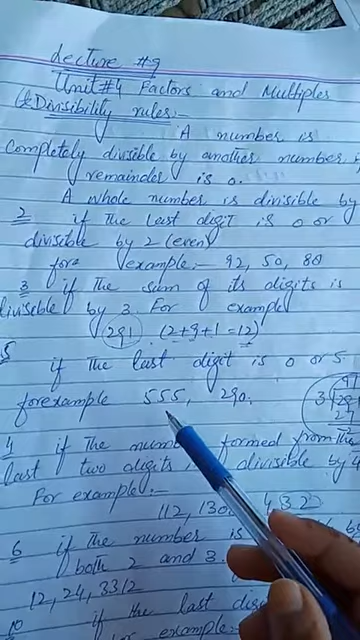 Lecture #9
Unit #4 Factors and Multiples
Divisibility rules:-
A number is
completely divisible by another number if
remainder is 0.
A whole number is divisible by
2 if the last digit is 0 or
divisible by 2 (even)
for example:- 92, 50, 80
3 if the sum of its digits is
divisible by 3. For example
291 (2+9+1=12)
5
if the last digit is 0 or 5
forexample 555, 290.
4 if the number formed from the
last two digits is divisible by 4
For example:-
112, 130, 432
6 if the number is
both 2 and 3.
12, 24, 3312
10 if the last
for example:-